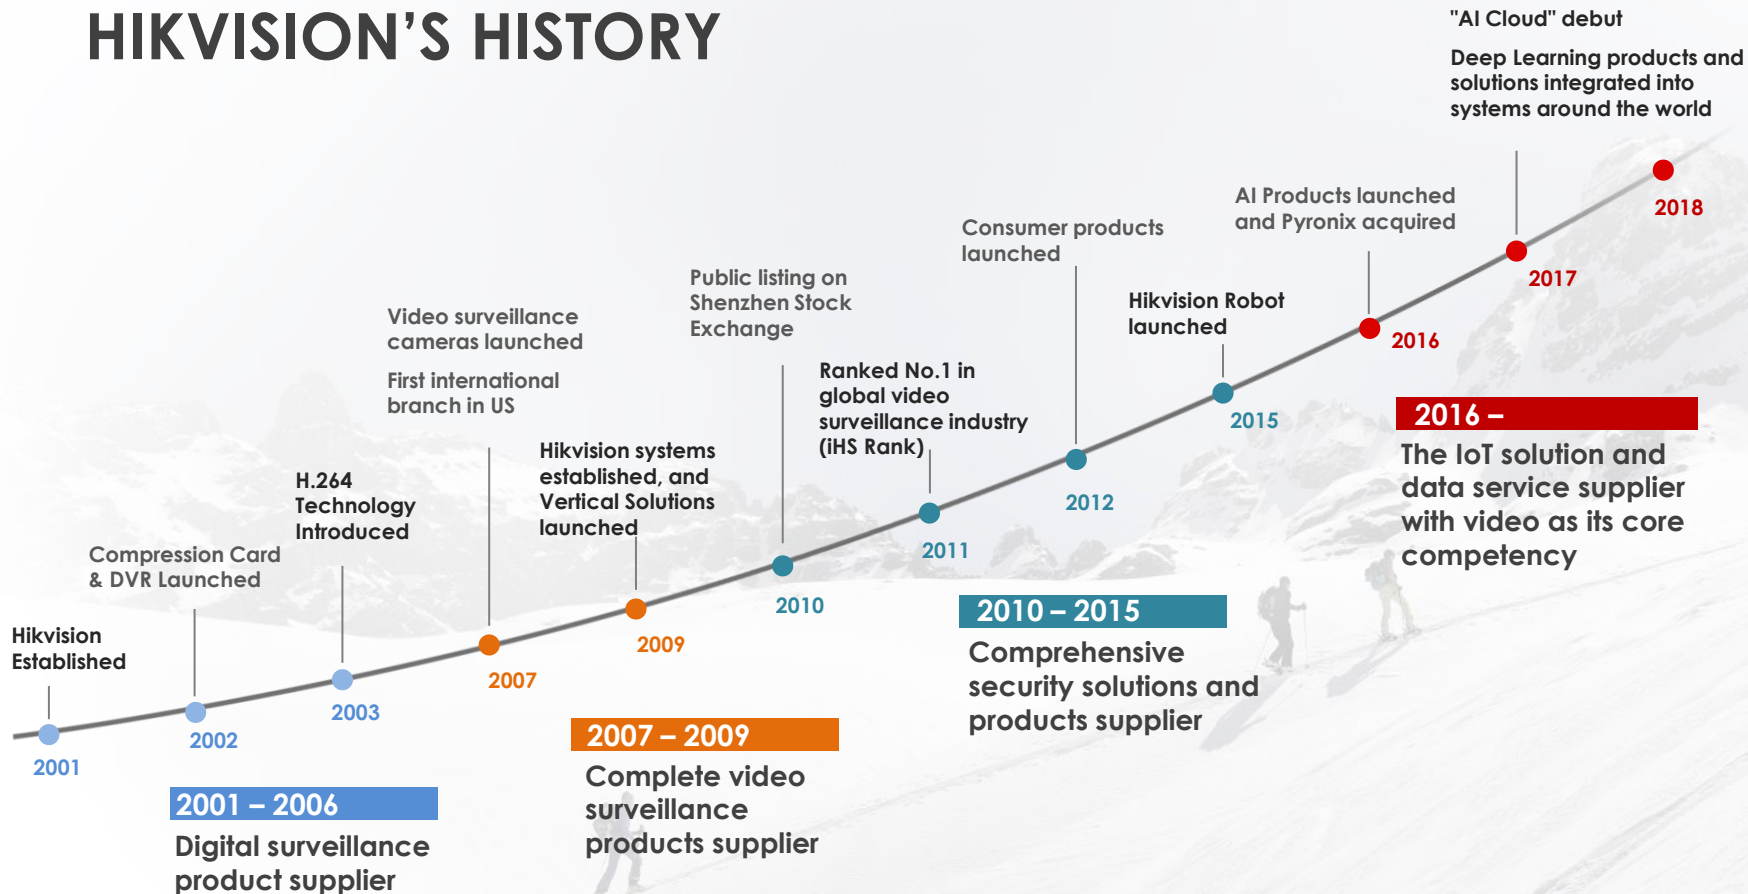 HIKVISION'S HISTORY
"AI Cloud" debut
Deep Learning products and
solutions integrated into
systems around the world
2018
AI Products launched
and Pyronix acquired
2017
Consumer products
launched
Hikvision Robot
launched
2016
Public listing on
Shenzhen Stock
Exchange
Video surveillance
cameras launched
First international
branch in US
Ranked No.1 in
global video
surveillance industry
(iHS Rank)
2015
Hikvision systems
established, and
Vertical Solutions
launched
H.264
Technology
Introduced
2012
Compression Card
& DVR Launched
2011
Hikvision
Established
2010
2009
2007
2003
2002
2001
2016 –
The IoT solution and
data service supplier
with video as its core
competency
2010 – 2015
Comprehensive
security solutions and
products supplier
2007 – 2009
Complete video
surveillance
products supplier
2001 – 2006
Digital surveillance
product supplier